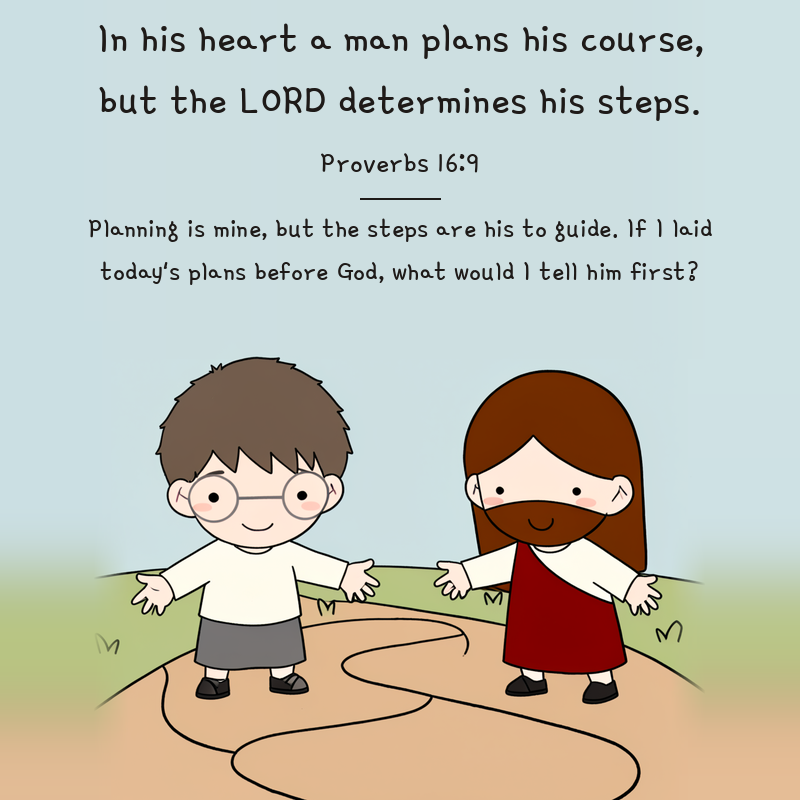 In his heart a man plans his course,
but the LORD determines his steps.
Proverbs 16:9
Planning is mine, but the steps are his to guide. If I laid
today's plans before God, what would I tell him first?